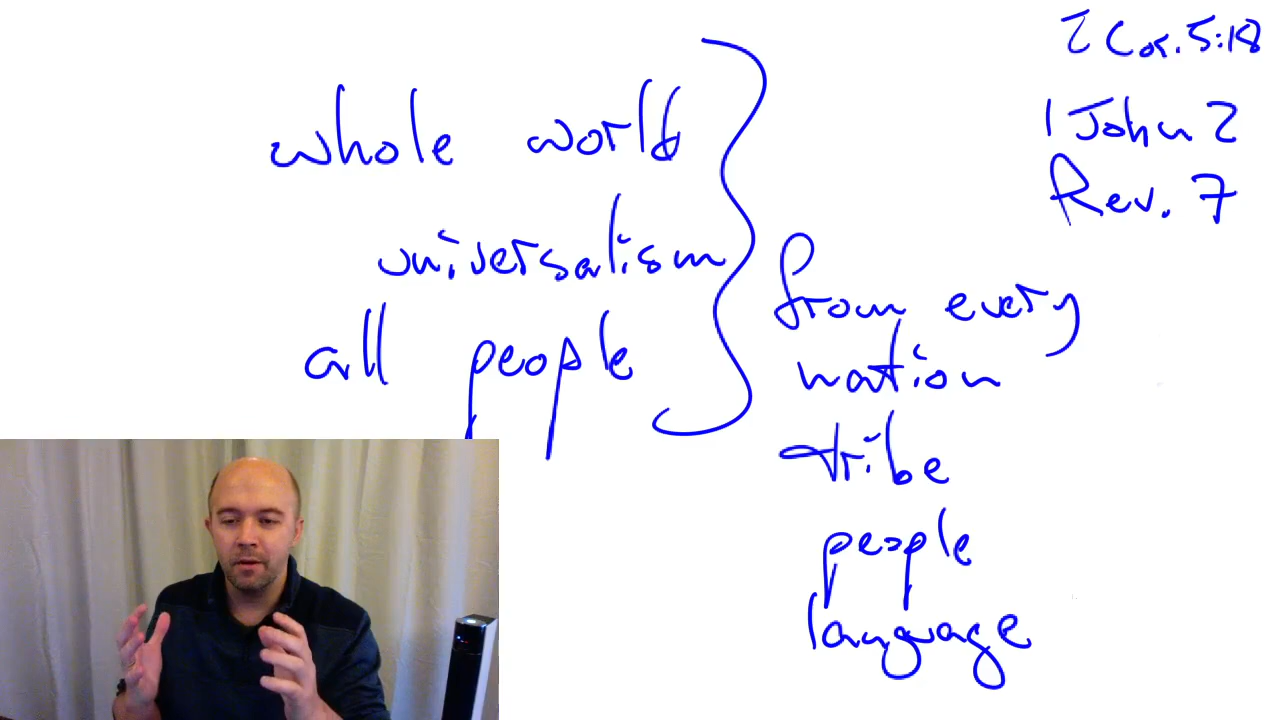 whole world
universalism
all people
from every
nation
tribe
people
language
2 Cor. 5:18
1 John 2
Rev. 7